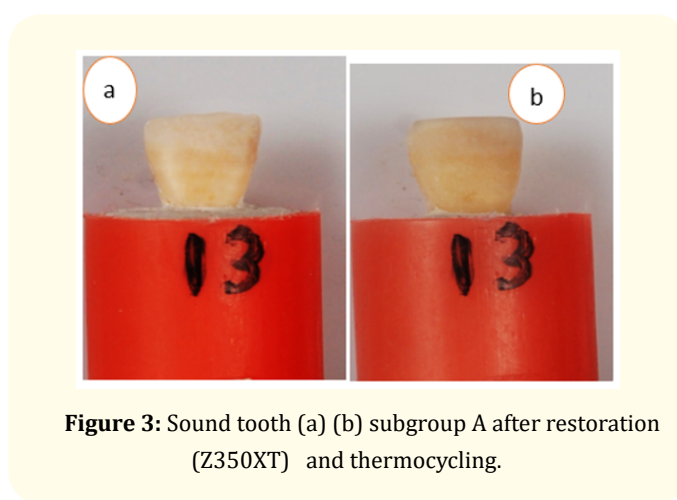 a
b
13
13
Figure 3: Sound tooth (a) (b) subgroup A after restoration
(Z350XT) and thermocycling.